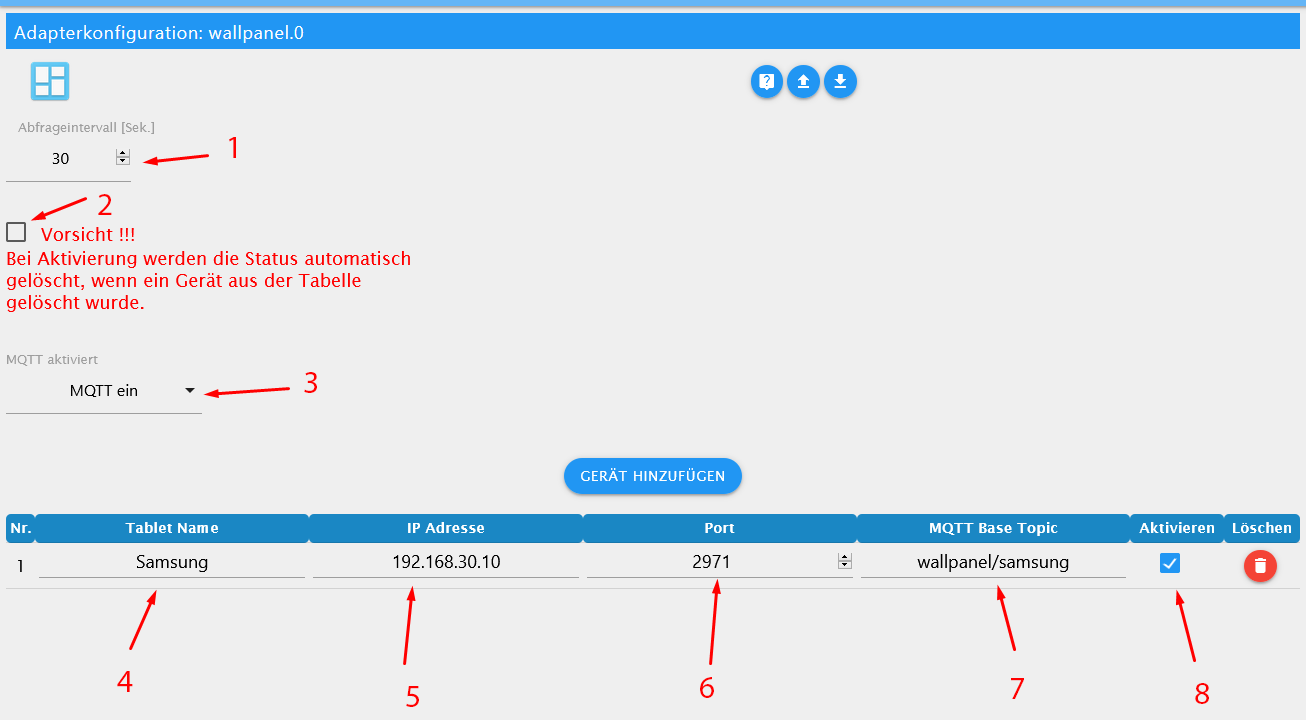 Adapterkonfiguration: wallpanel.0
Abfrageintervall [Sek.]
30
1
2
Vorsicht !!!
Bei Aktivierung werden die Status automatisch
gelöscht, wenn ein Gerät aus der Tabelle
gelöscht wurde.
MQTT aktiviert
MQTT ein
3
GERÄT HINZUFÜGEN
Nr. Tablet Name IP Adresse Port MQTT Base Topic Aktivieren Löschen
1 Samsung 192.168.30.10 2971 wallpanel/samsung
4 5 6 7 8